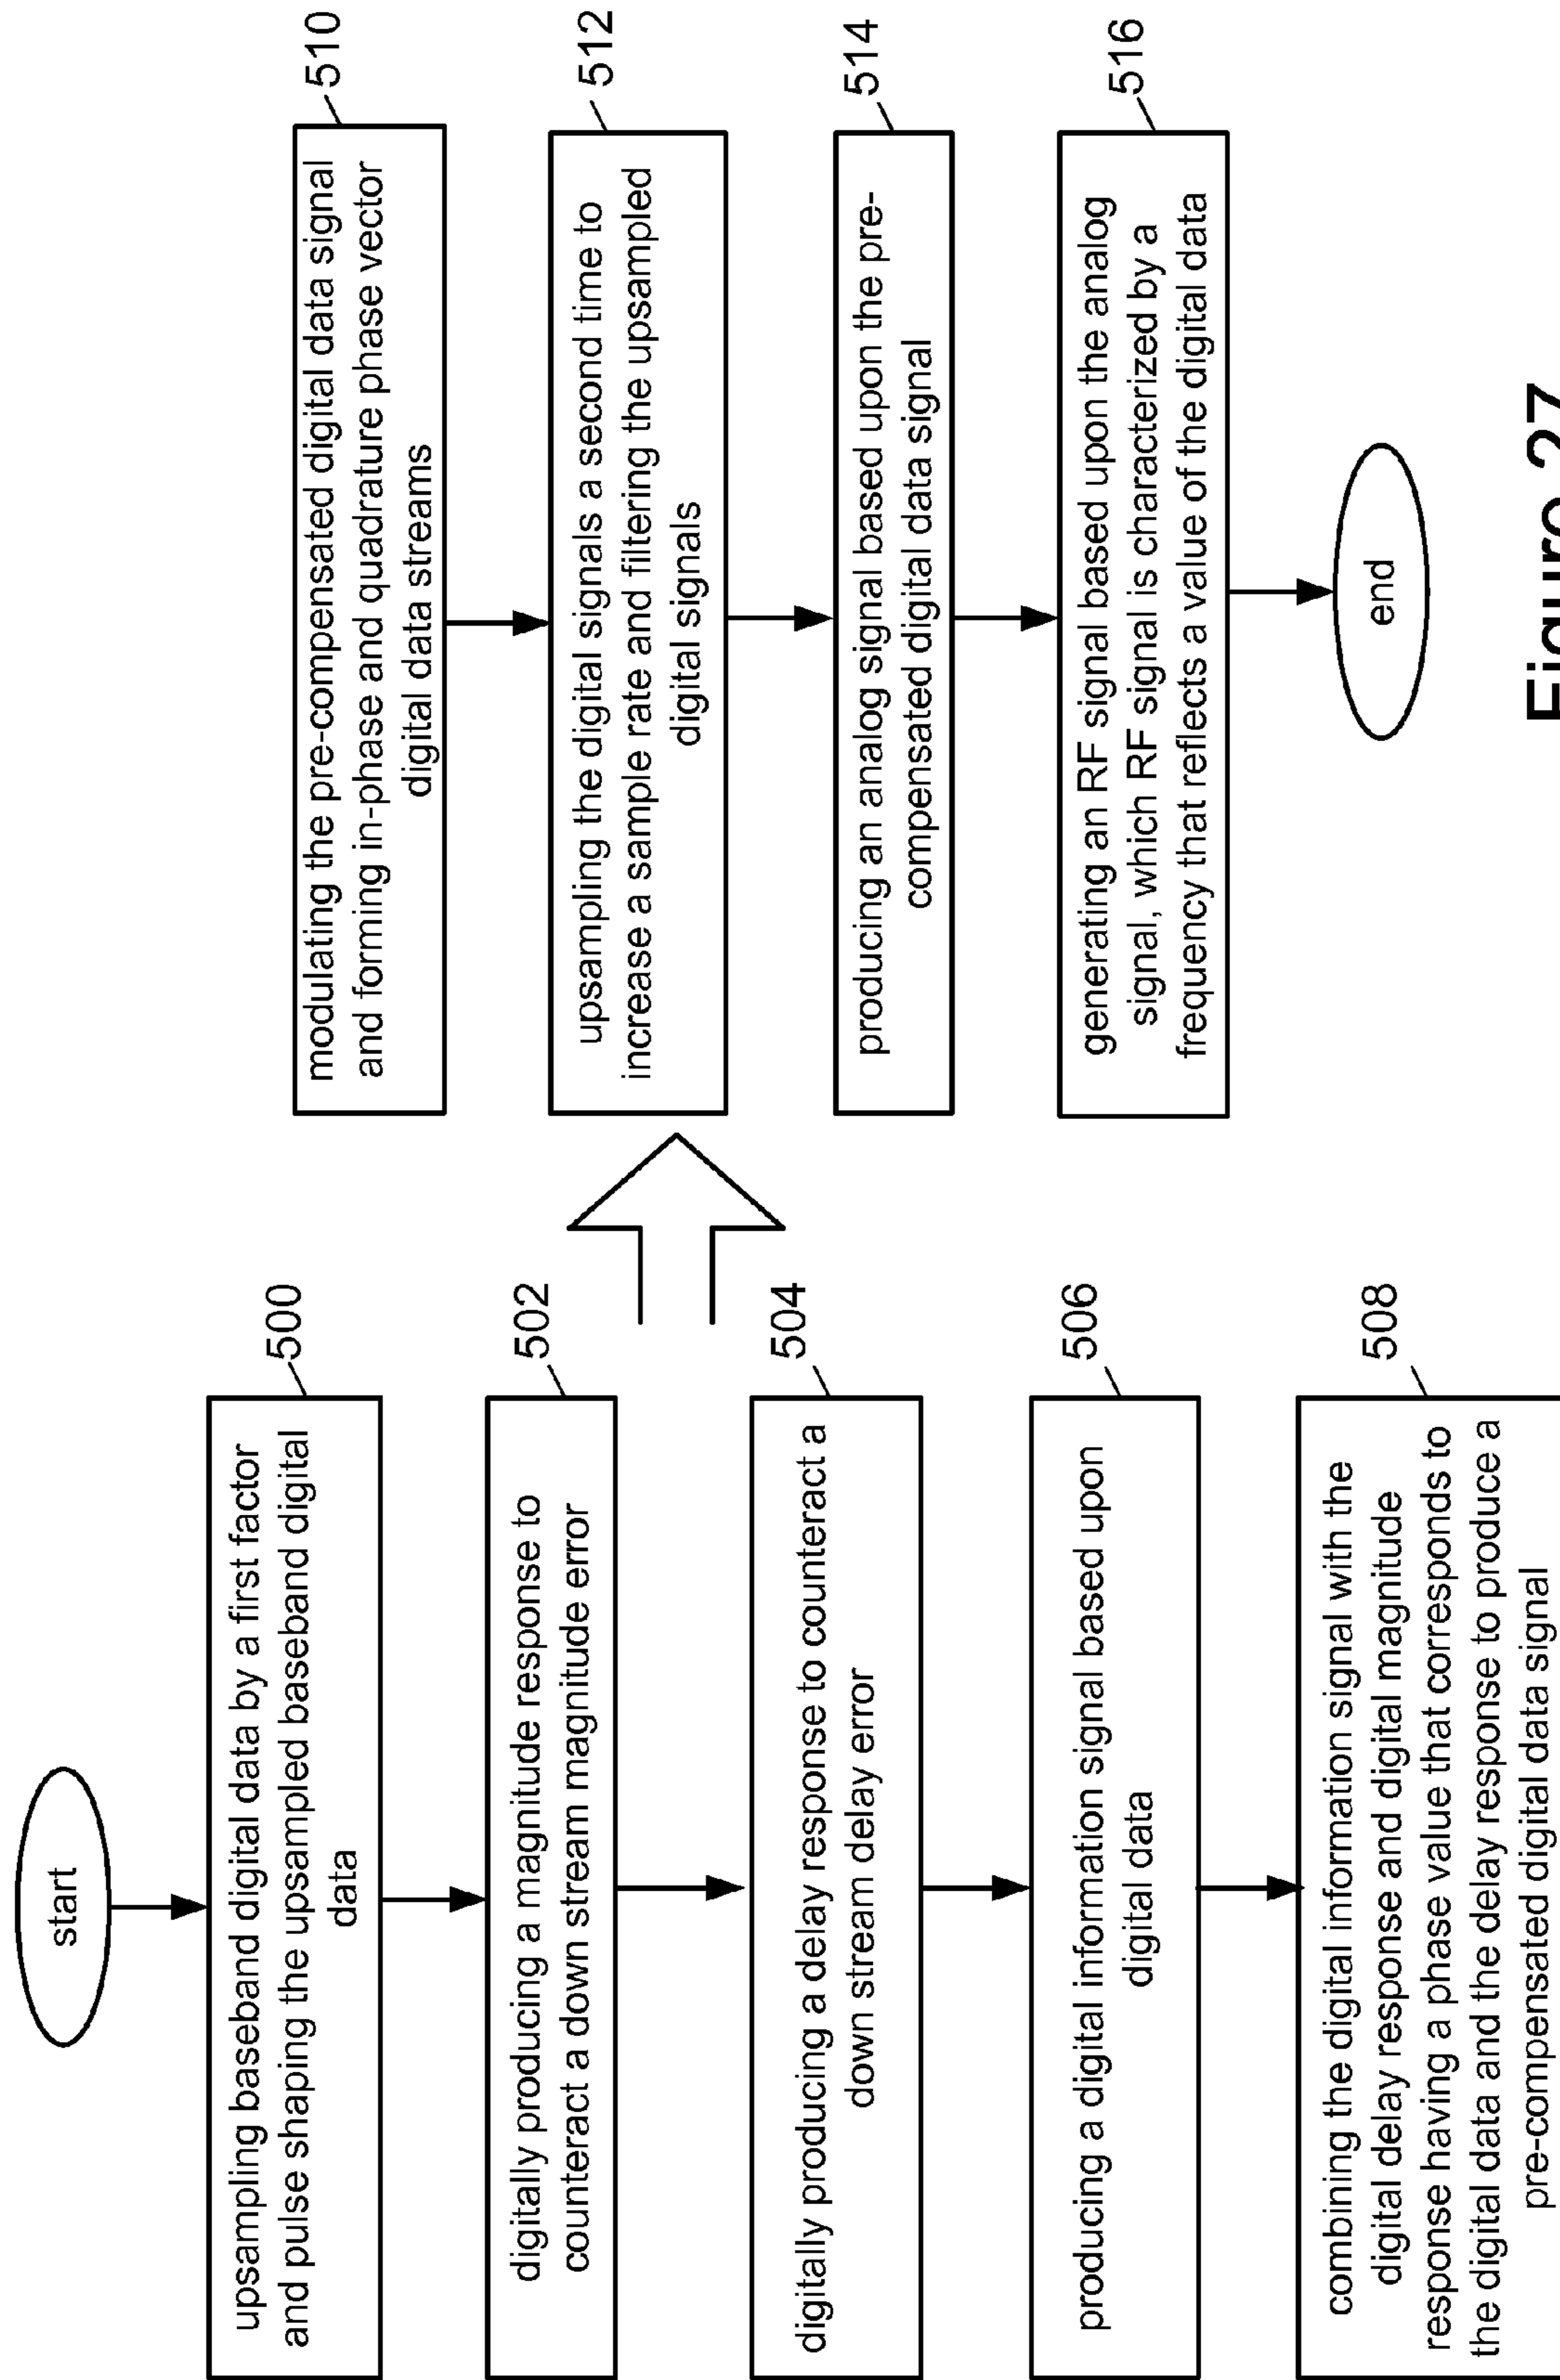 start
500
upsampling baseband digital data by a first factor
and pulse shaping the upsampled baseband digital
data
502
digitally producing a magnitude response to
counteract a down stream magnitude error
504
digitally producing a delay response to counteract a
down stream delay error
506
producing a digital information signal based upon
digital data
508
combining the digital information signal with the
digital delay response and digital magnitude
response having a phase value that corresponds to
the digital data and the delay response to produce a
pre-compensated digital data signal
510
modulating the pre-compensated digital data signal
and forming in-phase and quadrature phase vector
digital data streams
512
upsampling the digital signals a second time to
increase a sample rate and filtering the upsampled
digital signals
514
producing an analog signal based upon the pre-
compensated digital data signal
516
generating an RF signal based upon the analog
signal, which RF signal is characterized by a
frequency that reflects a value of the digital data
end
Figure 27